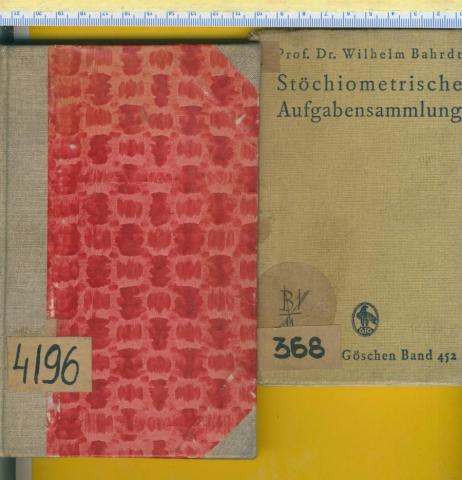 Prof. Dr. Wilhelm Bahrdt
Stöchiometrische
Aufgabensammlung
368
Göschen Band 452
4196